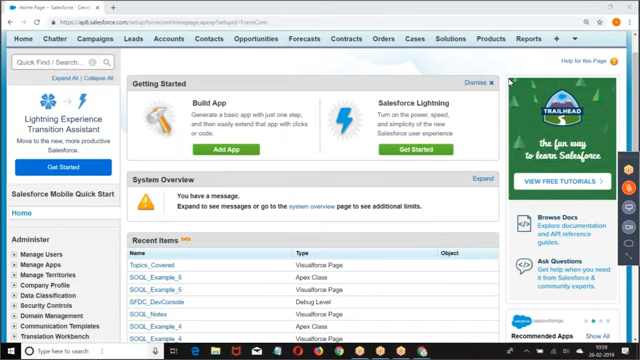 Home Page ~ Salesforce - Develo
https://ap8.salesforce.com/setup/forcecomHomepage.apexp?setupid=ForceCom
Home Chatter Campaigns Leads Accounts Contacts Opportunities Forecasts Contracts Orders Cases Solutions Products Reports +
Quick Find / Search...
Expand All | Collapse All
Lightning Experience
Transition Assistant
Move to the new, more
productive Salesforce.
Get Started
Salesforce Mobile Quick Start
Home
Administer
Manage Users
Manage Apps
Manage Territories
Company Profile
Data Classification
Security Controls
Domain Management
Communication Templates
Translation Workbench
Help for this Page
Getting Started
Dismiss
Build App
Generate a basic app with just one step,
and then easily extend that app with clicks
or code.
Add App
Salesforce Lightning
Turn on the power, speed,
and simplicity of the new
Salesforce user experience
Get Started
System Overview
Expand
You have a message.
Expand to see messages or go to the system overview page to see additional limits.
Recent Items beta
Name Type Object
Topics_Covered Visualforce Page
SOQL_Example_5 Apex Class
SOQL_Example_5 Visualforce Page
SFDC_DevConsole Debug Level
SOQL_Notes Visualforce Page
SOQL_Example_4 Apex Class
SOQL_Example_4 Visualforce Page
TRAILHEAD
the fun way
to learn Salesforce
VIEW FREE TUTORIALS
Browse Docs
Explore documentation
and API reference
guides.
Ask Questions
Get help when you need
it from Salesforce &
community experts.
salesforce appexchange
Recommended Apps Show All
Type here to search
10:59
26-02-2019